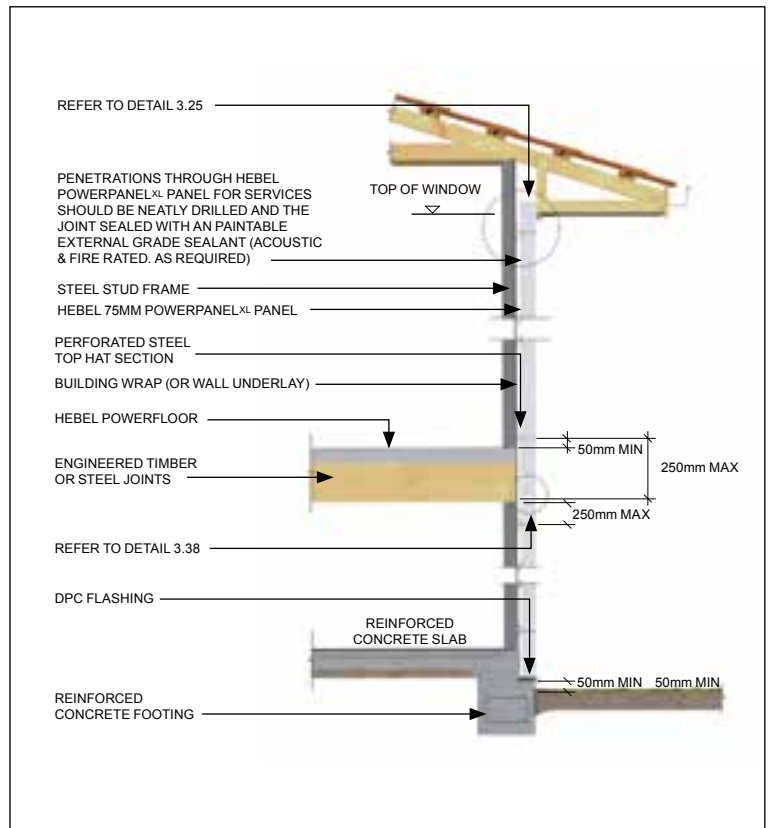 REFER TO DETAIL 3.25
PENETRATIONS THROUGH HEBEL
POWERPANELXL PANEL FOR SERVICES
SHOULD BE NEATLY DRILLED AND THE
JOINT SEALED WITH AN PAINTABLE
EXTERNAL GRADE SEALANT (ACOUSTIC
& FIRE RATED. AS REQUIRED)
TOP OF WINDOW
STEEL STUD FRAME
HEBEL 75MM POWERPANELXL PANEL
PERFORATED STEEL
TOP HAT SECTION
BUILDING WRAP (OR WALL UNDERLAY)
HEBEL POWERFLOOR
50mm MIN
250mm MAX
ENGINEERED TIMBER
OR STEEL JOINTS
250mm MAX
REFER TO DETAIL 3.38
DPC FLASHING
REINFORCED
CONCRETE SLAB
50mm MIN 50mm MIN
REINFORCED
CONCRETE FOOTING